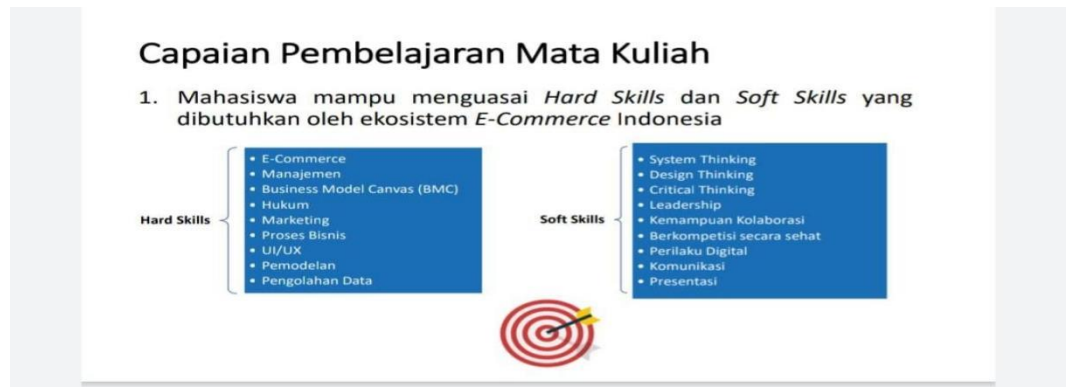 Capaian Pembelajaran Mata Kuliah
1. Mahasiswa mampu menguasai Hard Skills dan Soft Skills yang
dibutuhkan oleh ekosistem E-Commerce Indonesia
Hard Skills
• E-Commerce
• Manajemen
• Business Model Canvas (BMC)
• Hukum
• Marketing
• Proses Bisnis
• UI/UX
• Pemodelan
• Pengolahan Data
Soft Skills
• System Thinking
• Design Thinking
• Critical Thinking
• Leadership
• Kemampuan Kolaborasi
• Berkompetisi secara sehat
• Perilaku Digital
• Komunikasi
• Presentasi